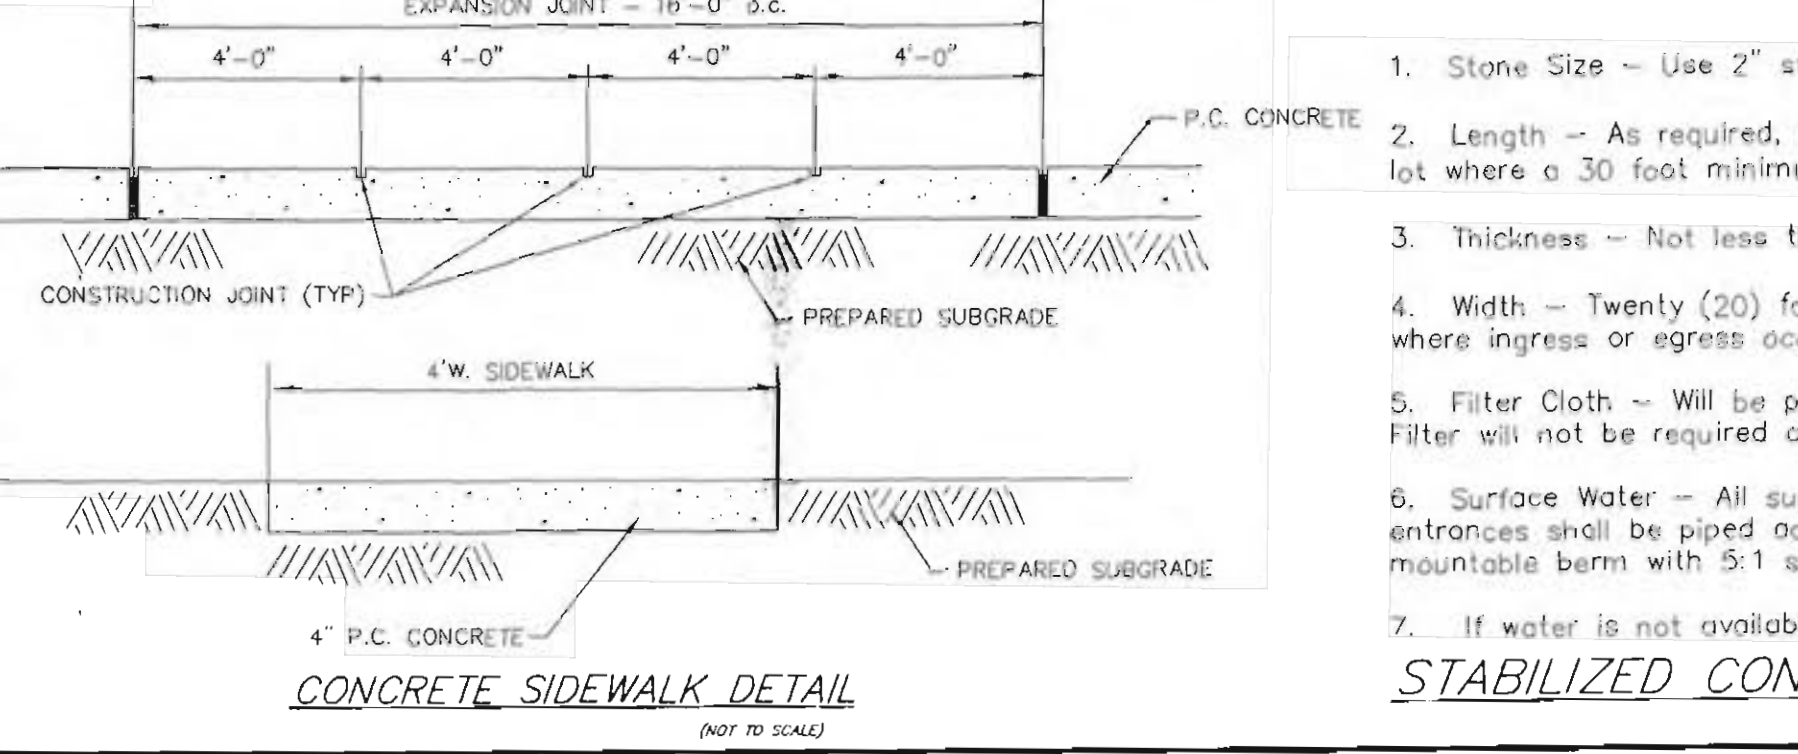 EXPANSION JOINT - 16'-0" o.c.
4'-0" 4'-0" 4'-0" 4'-0"
P.C. CONCRETE
CONSTRUCTION JOINT (TYP)
PREPARED SUBGRADE
4'W. SIDEWALK
PREPARED SUBGRADE
4" P.C. CONCRETE
CONCRETE SIDEWALK DETAIL
(NOT TO SCALE)
1. Stone Size - Use 2"
2. Length - As required,
lot where a 30 foot
3. Thickness - Not less
4. Width - Twenty (20)
where ingress or egress
5. Filter Cloth - Will be
Filter will not be required
6. Surface Water - All
entrances shall be piped
mountable berm with 5:1
7. If water is not
STABILIZED